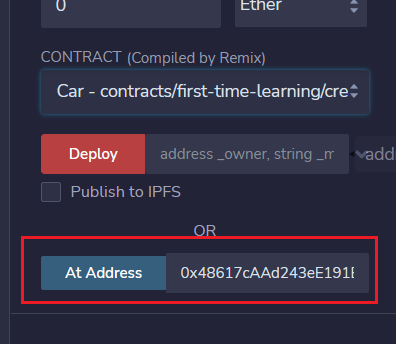 0 Ether
CONTRACT (Compiled by Remix)
Car - contracts/first-time-learning/cre
Deploy address _owner, string _m add
Publish to IPFS
OR
At Address 0x48617cAAd243eE191